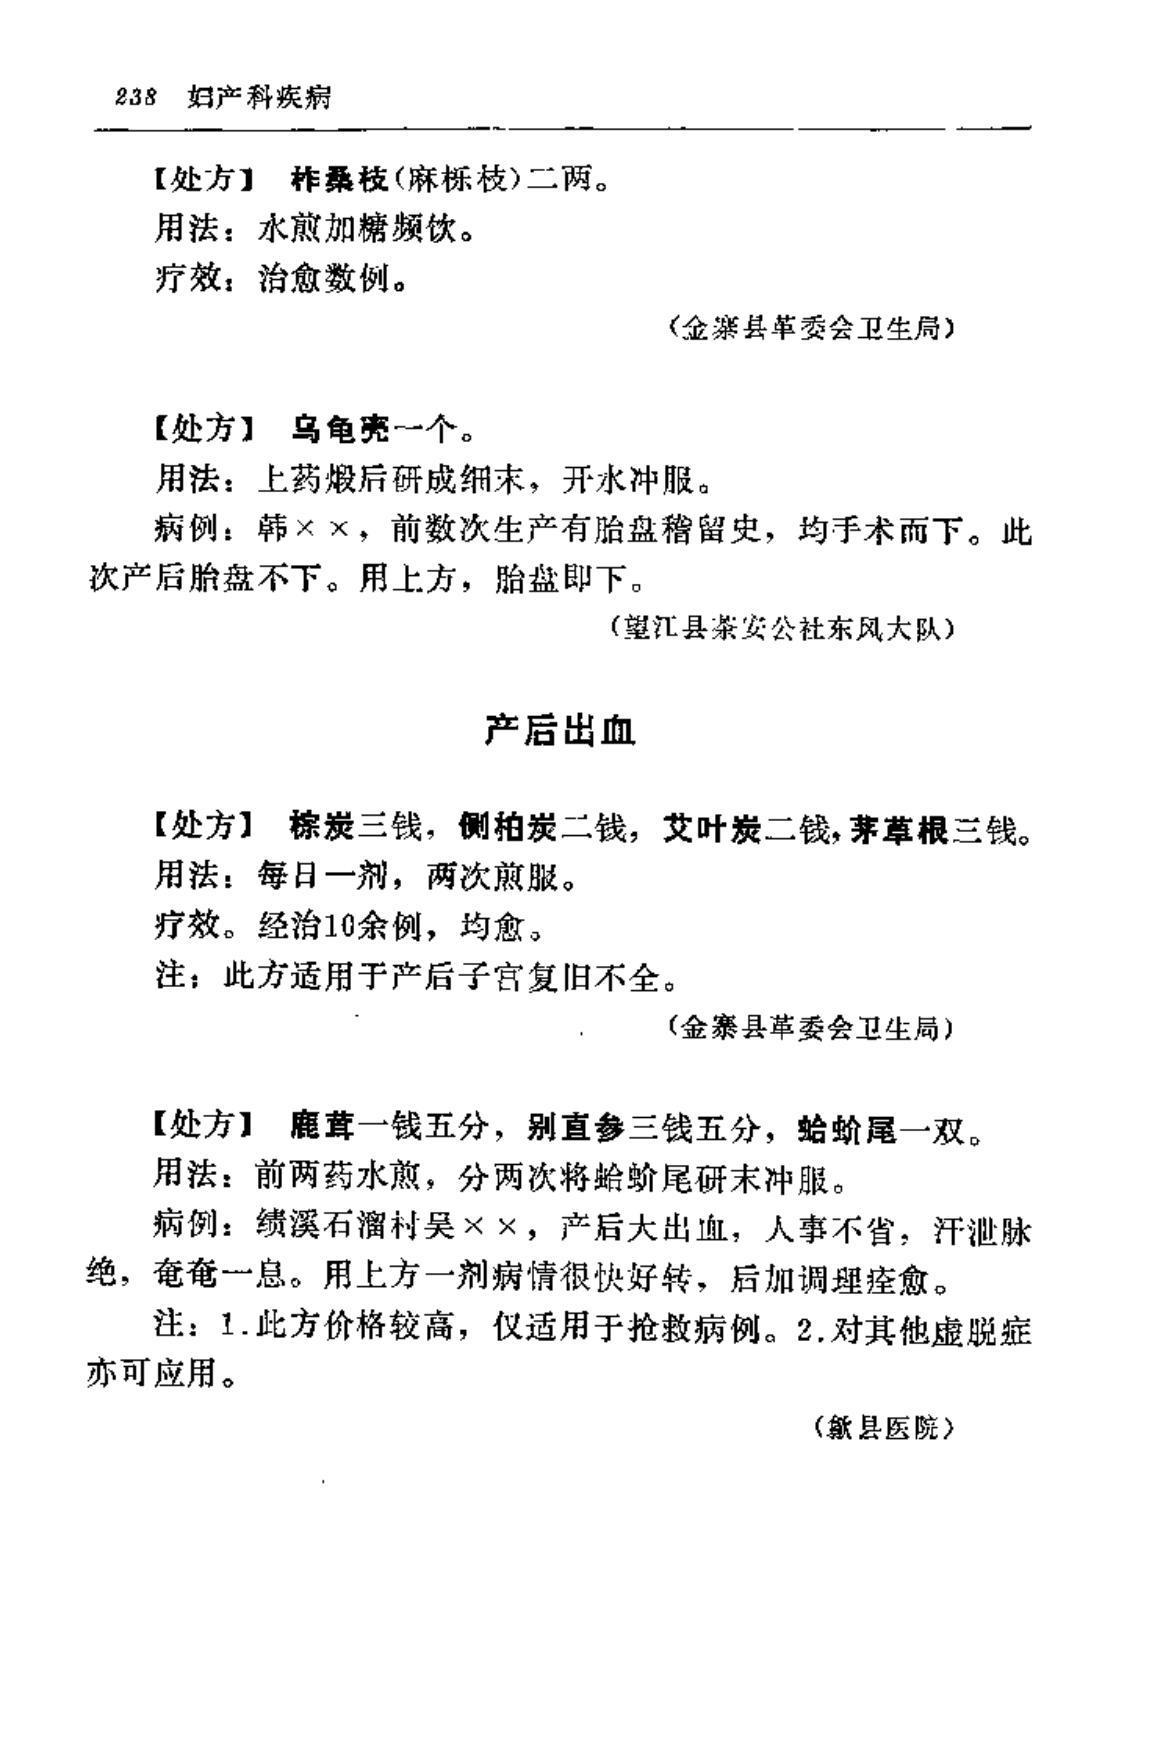 238 妇产科疾病
【处方】 柞桑枝(麻栎枝)二两。
用法：水煎加糖频饮。
疗效：治愈数例。
(金寨县革委会卫生局)
【处方】 乌龟壳一个。
用法：上药煅后研成细末，开水冲服。
病例：韩××，前数次生产有胎盘稽留史，均手术而下。此
次产后胎盘不下。用上方，胎盘即下。
(望江县茶安公社东风大队)
产后出血
【处方】 棕炭三钱，侧柏炭二钱，艾叶炭二钱，茅草根三钱。
用法：每日一剂，两次煎服。
疗效。经治10余例，均愈。
注：此方适用于产后子宫复旧不全。
(金寨县革委会卫生局)
【处方】 鹿茸一钱五分，别直参三钱五分，蛤蚧尾一双。
用法：前两药水煎，分两次将蛤蚧尾研末冲服。
病例：绩溪石溜村吴××，产后大出血，人事不省，汗泄脉
绝，奄奄一息。用上方一剂病情很快好转，后加调理痊愈。
注：1.此方价格较高，仅适用于抢救病例。2.对其他虚脱症
亦可应用。
(歙县医院)